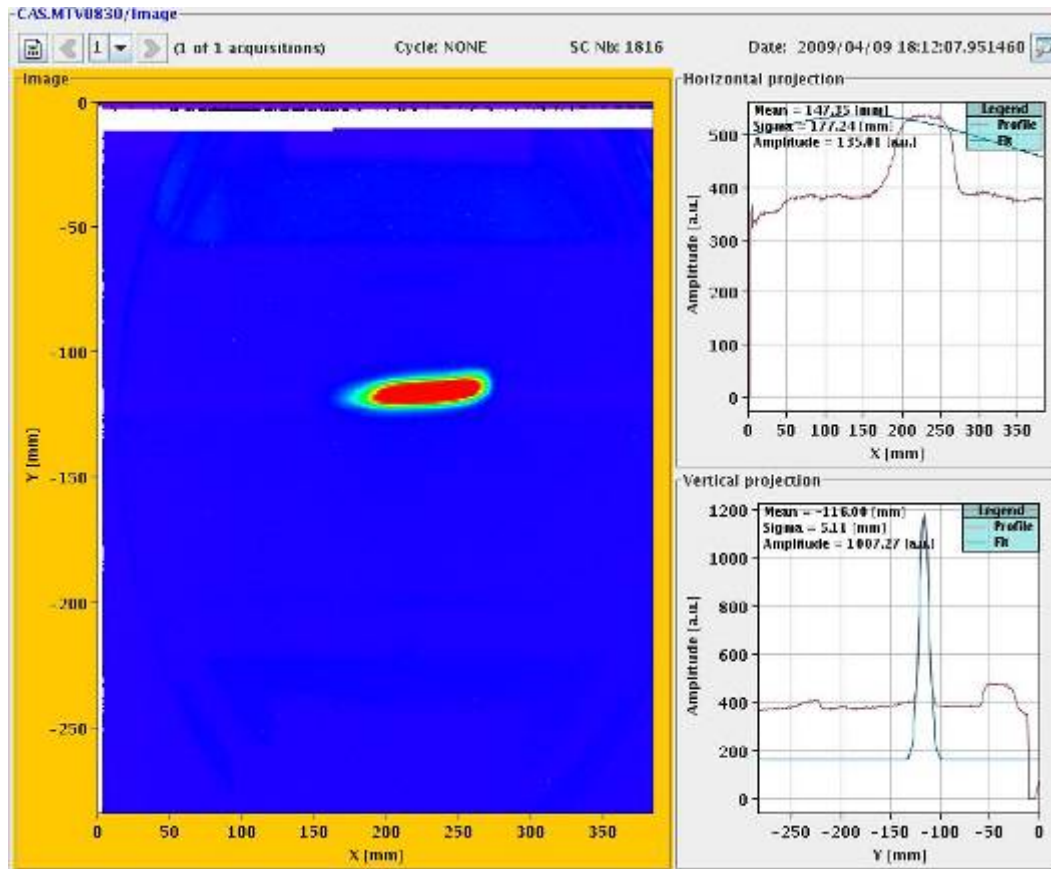 CAS.MTV0830/Image
1 (1 of 1 acquisitions) Cycle: NONE SC Nb: 1816 Date: 2009/04/09 18:12:07.951460
Image
0
-50
-100
-150
-200
-250
Y [mm]
0 50 100 150 200 250 300 350
X [mm]
Horizontal projection
Mean = 147.35 [mm]
Sigma = 177.24 [mm]
Amplitude = 135.01 [a.u.]
Legend
Profile
Fit
500
400
300
200
100
0
Amplitude [a.u.]
0 50 100 150 200 250 300 350
X [mm]
Vertical projection
Mean = -116.00 [mm]
Sigma = 5.11 [mm]
Amplitude = 1007.27 [a.u.]
Legend
Profile
Fit
1200
1000
800
600
400
200
0
Amplitude [a.u.]
-250 -200 -150 -100 -50 0
Y [mm]